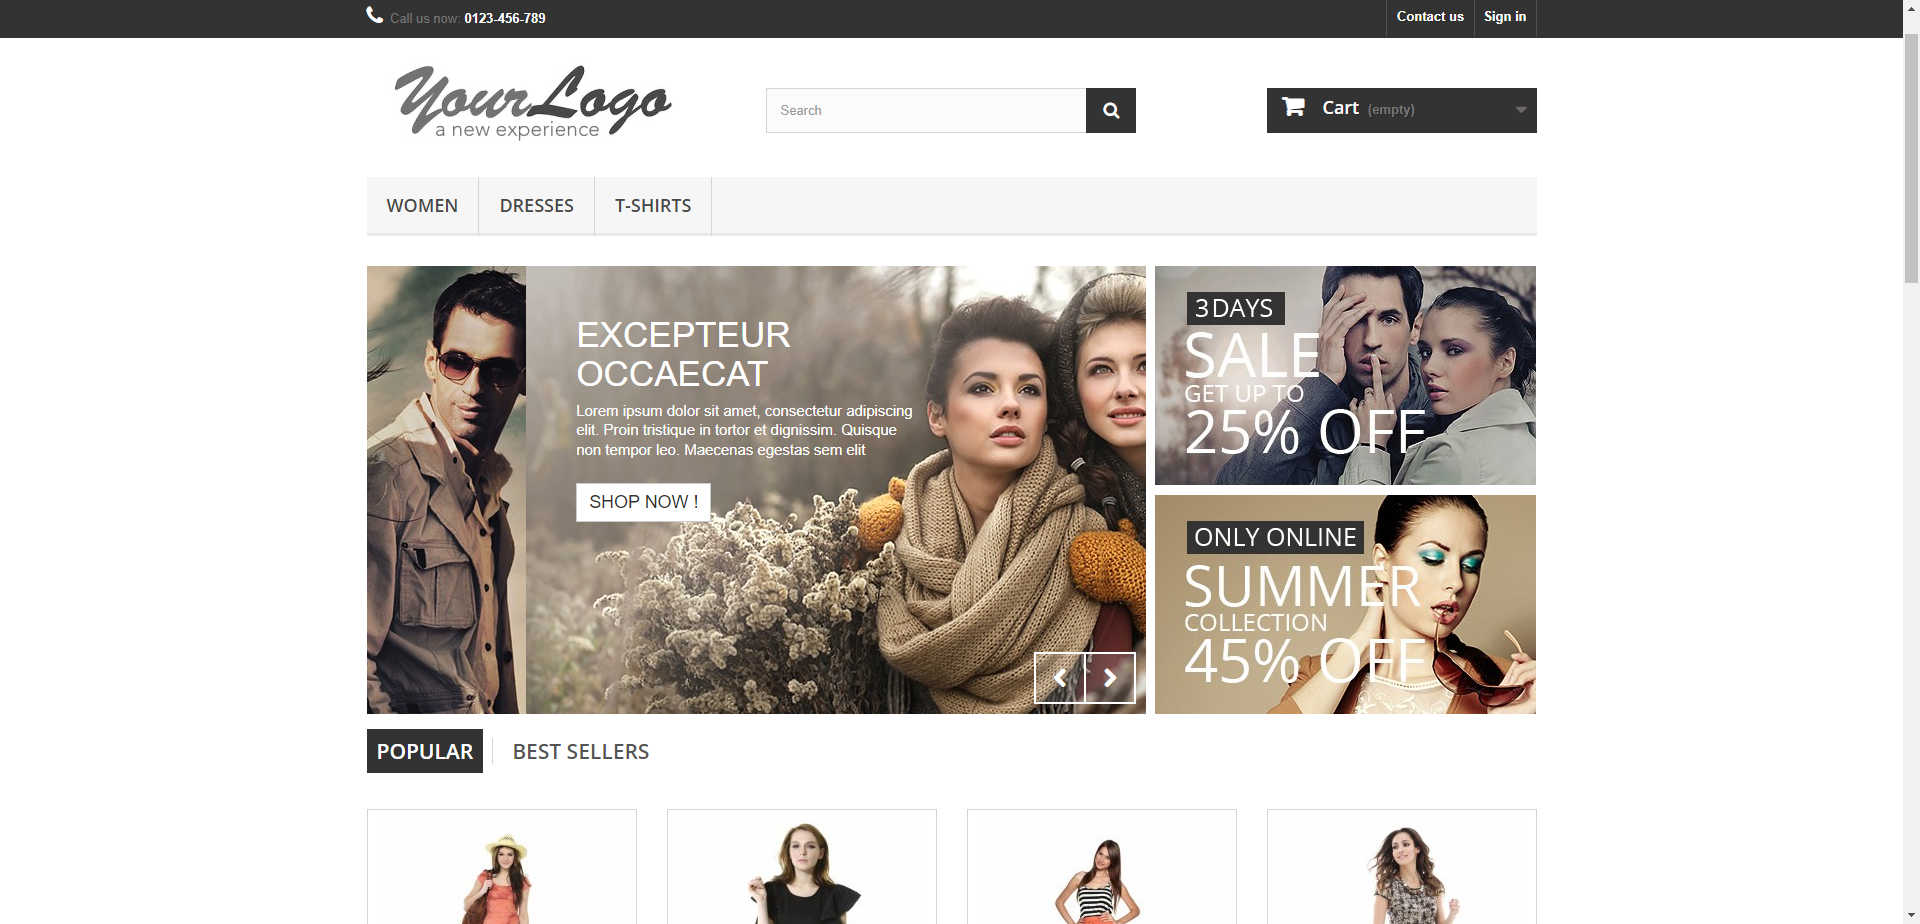 Call us now: 0123-456-789
Contact us
Sign in
YourLogo
a new experience
Search
Cart (empty)
WOMEN
DRESSES
T-SHIRTS
EXCEPTEUR
OCCAECAT
Lorem ipsum dolor sit amet, consectetur adipiscing
elit. Proin tristique in tortor et dignissim. Quisque
non tempor leo. Maecenas egestas sem elit
SHOP NOW !
3DAYS
SALE
GET UP TO
25% OFF
ONLY ONLINE
SUMMER
COLLECTION
45% OFF
POPULAR
BEST SELLERS